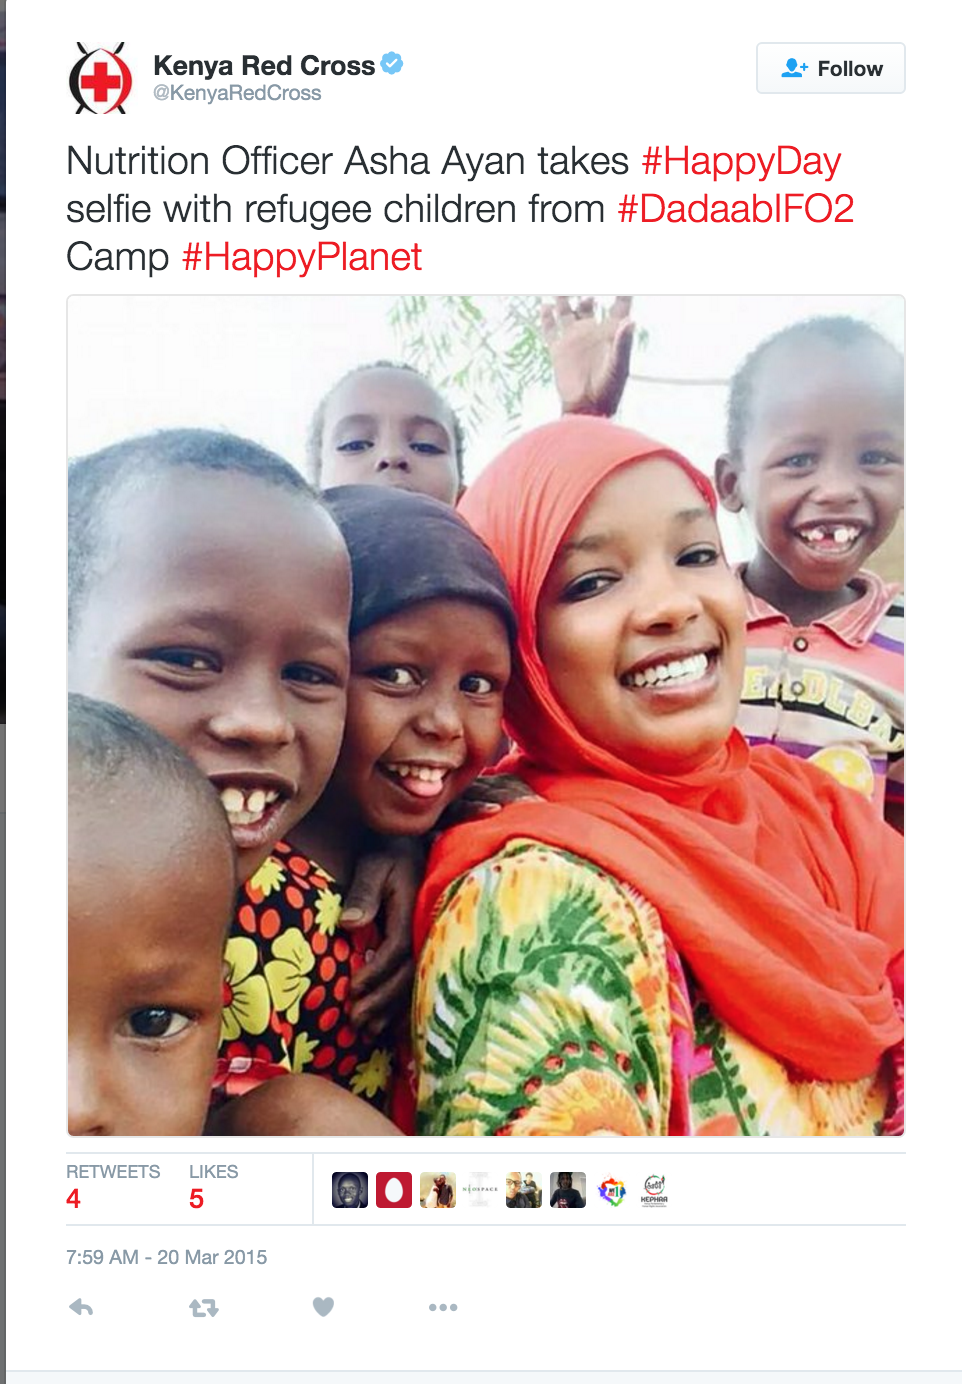 Kenya Red Cross
@KenyaRedCross
Follow
Nutrition Officer Asha Ayan takes #HappyDay
selfie with refugee children from #DadaabIFO2
Camp #HappyPlanet
RETWEETS
4
LIKES
5
HEPHRA
7:59 AM - 20 Mar 2015